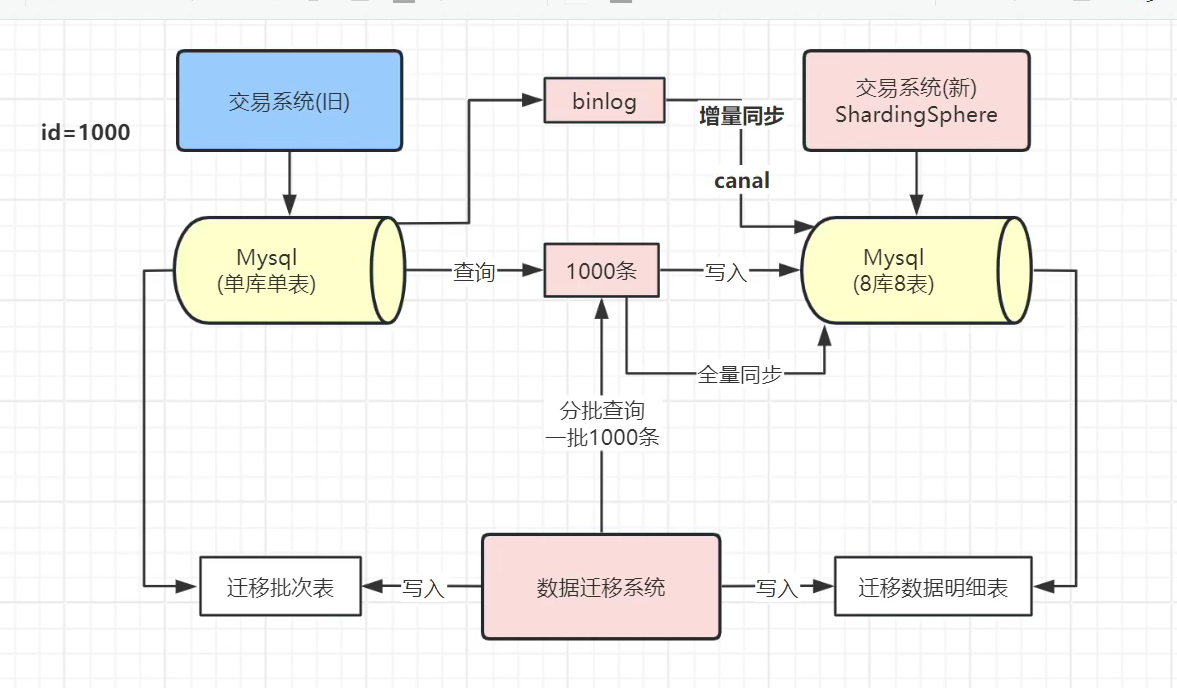 交易系统(旧)
id=1000
binlog
增量同步
canal
交易系统(新)
ShardingSphere
Mysql
(单库单表)
查询
1000条
写入
Mysql
(8库8表)
全量同步
分批查询
一批1000条
迁移批次表
写入
数据迁移系统
写入
迁移数据明细表